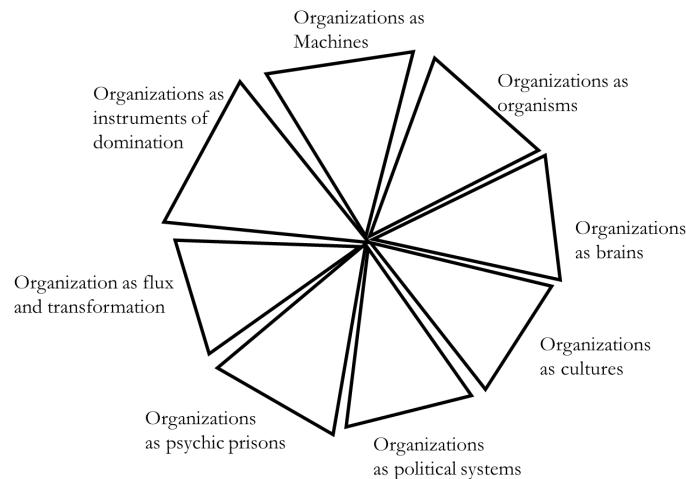 Organizations as
Machines
Organizations as
organisms
Organizations
as brains
Organizations
as cultures
Organizations
as political systems
Organizations
as psychic prisons
Organization as flux
and transformation
Organizations as
instruments of
domination